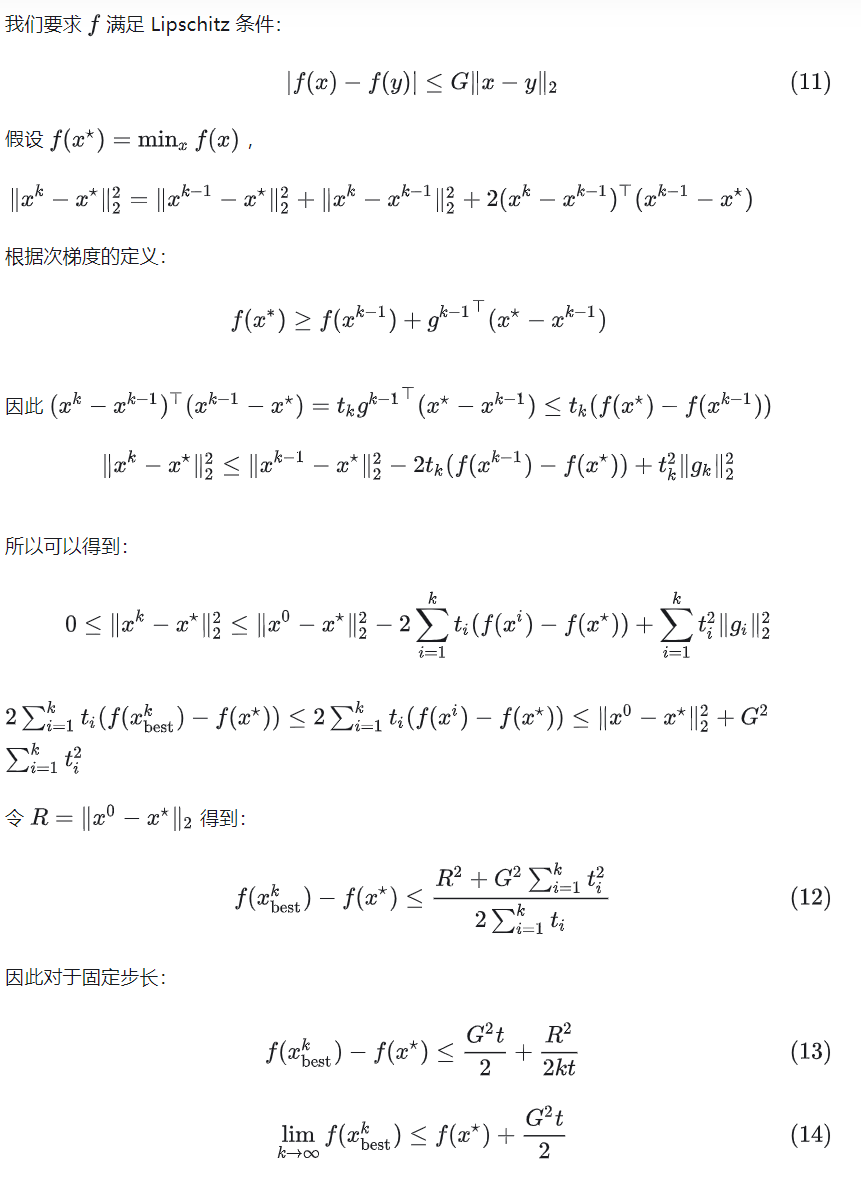 我们要求 $f$ 满足 Lipschitz 条件：
$$|f(x) - f(y)| \leq G\|x - y\|_2 \quad (11)$$
假设 $f(x^\star) = \min_x f(x)$ ，
$\|x^k - x^\star\|_2^2 = \|x^{k-1} - x^\star\|_2^2 + \|x^k - x^{k-1}\|_2^2 + 2(x^k - x^{k-1})^\top(x^{k-1} - x^\star)$
根据次梯度的定义：
$$f(x^*) \geq f(x^{k-1}) + {g^{k-1}}^\top(x^\star - x^{k-1})$$
因此 $(x^k - x^{k-1})^\top(x^{k-1} - x^\star) = t_k {g^{k-1}}^\top(x^\star - x^{k-1}) \leq t_k(f(x^\star) - f(x^{k-1}))$
$$\|x^k - x^\star\|_2^2 \leq \|x^{k-1} - x^\star\|_2^2 - 2t_k(f(x^{k-1}) - f(x^\star)) + t_k^2\|g_k\|_2^2$$
所以可以得到：
$$0 \leq \|x^k - x^\star\|_2^2 \leq \|x^0 - x^\star\|_2^2 - 2\sum_{i=1}^k t_i(f(x^i) - f(x^\star)) + \sum_{i=1}^k t_i^2\|g_i\|_2^2$$
$2\sum_{i=1}^k t_i(f(x_{\text{best}}^k) - f(x^\star)) \leq 2\sum_{i=1}^k t_i(f(x^i) - f(x^\star)) \leq \|x^0 - x^\star\|_2^2 + G^2$
$\sum_{i=1}^k t_i^2$
令 $R = \|x^0 - x^\star\|_2$ 得到：
$$f(x_{\text{best}}^k) - f(x^\star) \leq \frac{R^2 + G^2\sum_{i=1}^k t_i^2}{2\sum_{i=1}^k t_i} \quad (12)$$
因此对于固定步长：
$$f(x_{\text{best}}^k) - f(x^\star) \leq \frac{G^2 t}{2} + \frac{R^2}{2kt} \quad (13)$$
$$\lim_{k \to \infty} f(x_{\text{best}}^k) \leq f(x^\star) + \frac{G^2 t}{2} \quad (14)$$